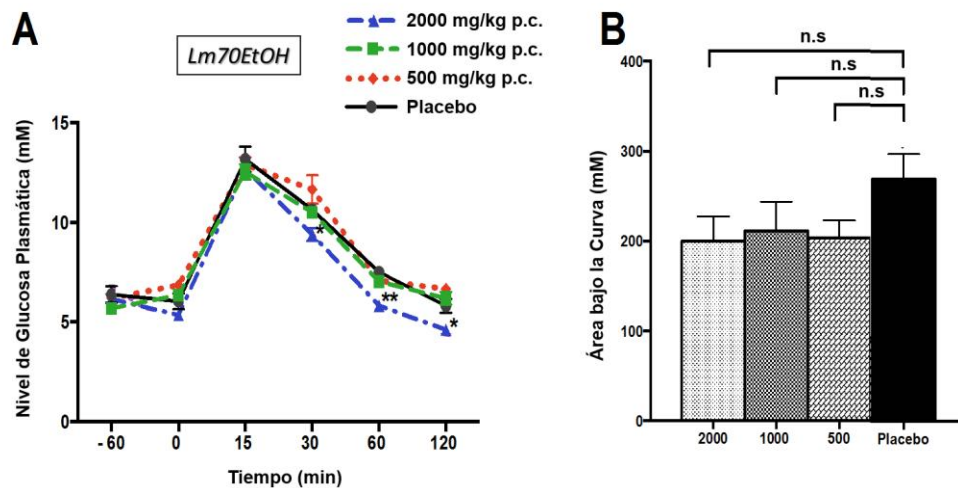 A
Lm70EtOH
2000 mg/kg p.c.
1000 mg/kg p.c.
500 mg/kg p.c.
Placebo
Nivel de Glucosa Plasmática (mM)
15
10
5
0
*
**
*
-60 0 15 30 60 120
Tiempo (min)
B
n.s
n.s
n.s
Área bajo la Curva (mM)
400
300
200
100
0
2000 1000 500 Placebo